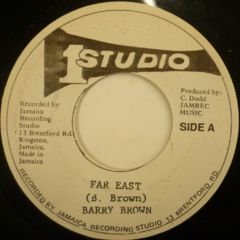 1 STUDIO
Recorded by
Jamaica
Recording
Studio
13 Brentford Rd.
Kingston,
Jamaica,
Made in
Jamaica
Produced by:
C. Dodd
JAMREC
MUSIC
SIDE A
FAR EAST
(B. Brown)
BARRY BROWN
RECORDED BY JAMAICA RECORDING STUDIO 13 BRENTFORD RD